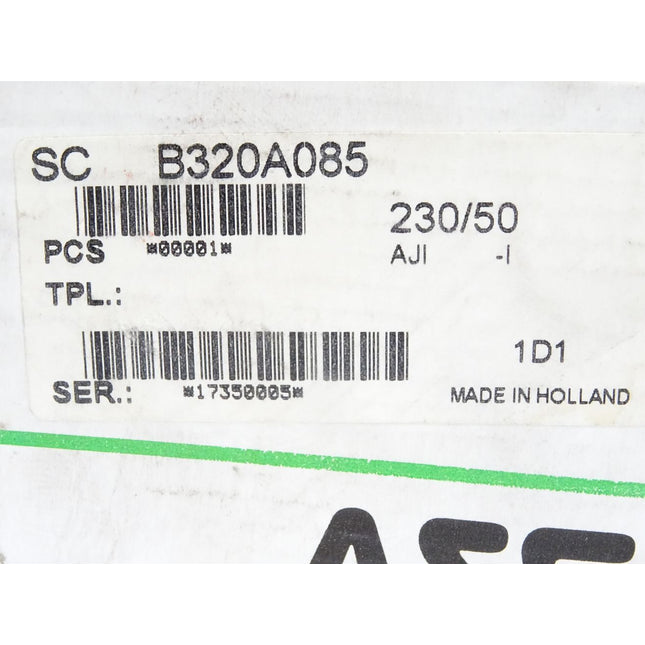 SC B320A085
230/50
PCS *00001* AJI -I
TPL.:
1D1
SER.: *17350005* MADE IN HOLLAND